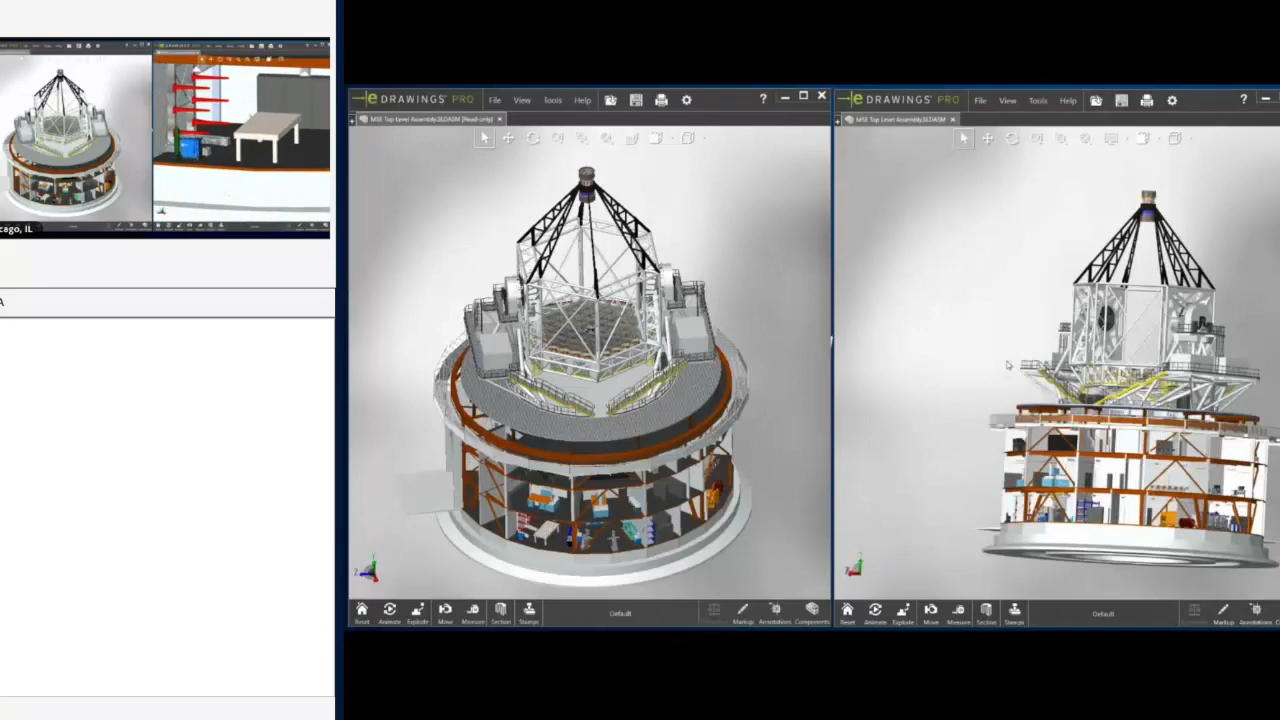 cago, IL
A
eDRAWINGS PRO File View Tools Help ?
MSE Top Level Assembly.SLDASM [Read-only]
Reset Animate Explode Move Measure Section Stamps Default Markup Annotations Components
eDRAWINGS PRO File View Tools Help ?
MSE Top Level Assembly.SLDASM
Reset Animate Explode Move Measure Section Stamps Default Markup Annotations